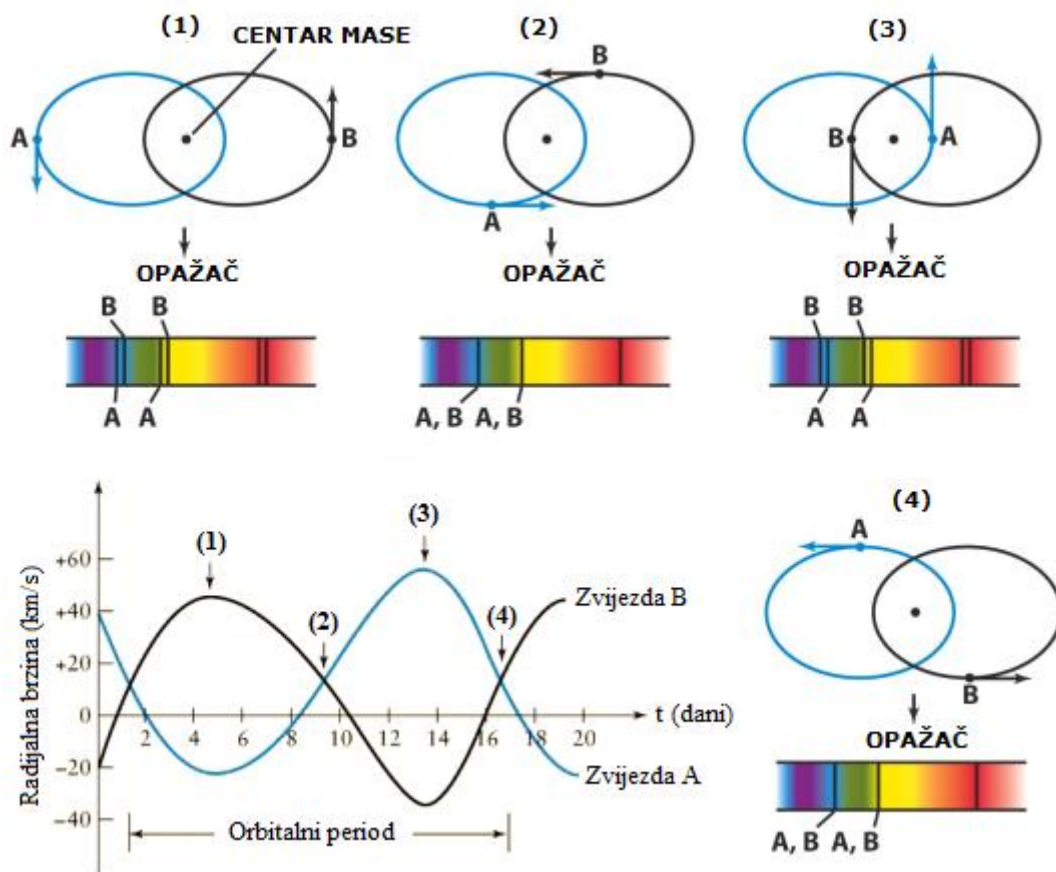 (1)
CENTAR MASE
A
B
OPAŽAČ
B B
A A
(2)
B
A
OPAŽAČ
A, B A, B
(3)
B
A
OPAŽAČ
B B
A A
Radijalna brzina (km/s)
+60
+40
+20
0
−20
−40
(1)
(2)
(3)
(4)
Zvijezda B
2 4 6 8 10 12 14 16 18 20
t (dani)
Zvijezda A
Orbitalni period
(4)
A
B
OPAŽAČ
A, B A, B